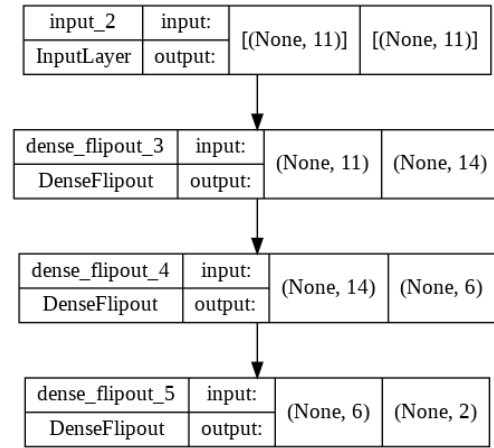 input_2 input: [(None, 11)] [(None, 11)]
InputLayer output:
dense_flipout_3 input: (None, 11) (None, 14)
DenseFlipout output:
dense_flipout_4 input: (None, 14) (None, 6)
DenseFlipout output:
dense_flipout_5 input: (None, 6) (None, 2)
DenseFlipout output: